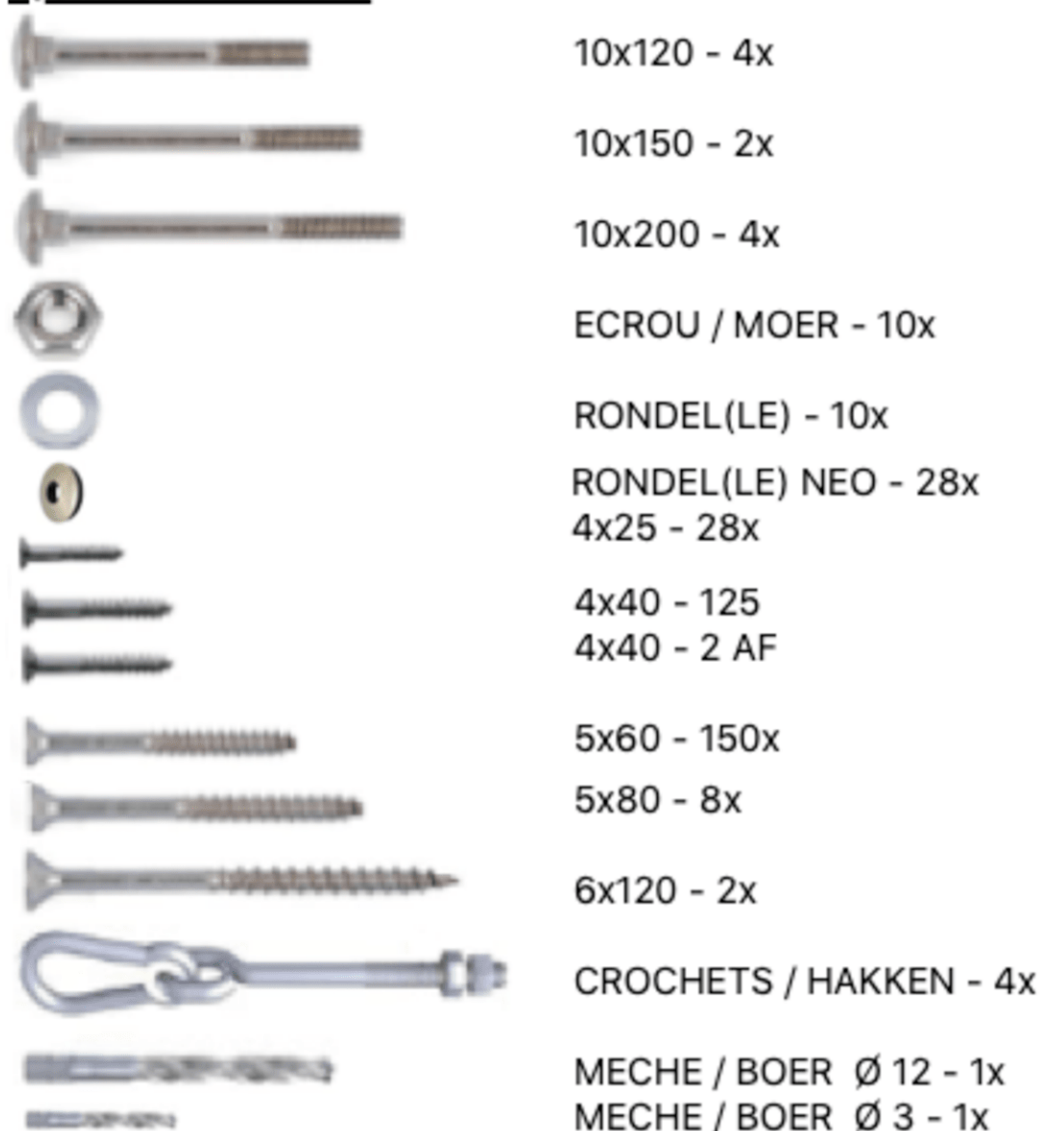 10x120 - 4x
10x150 - 2x
10x200 - 4x
ECROU / MOER - 10x
RONDEL(LE) - 10x
RONDEL(LE) NEO - 28x
4x25 - 28x
4x40 - 125
4x40 - 2 AF
5x60 - 150x
5x80 - 8x
6x120 - 2x
CROCHETS / HAKKEN - 4x
MECHE / BOER Ø 12 - 1x
MECHE / BOER Ø 3 - 1x